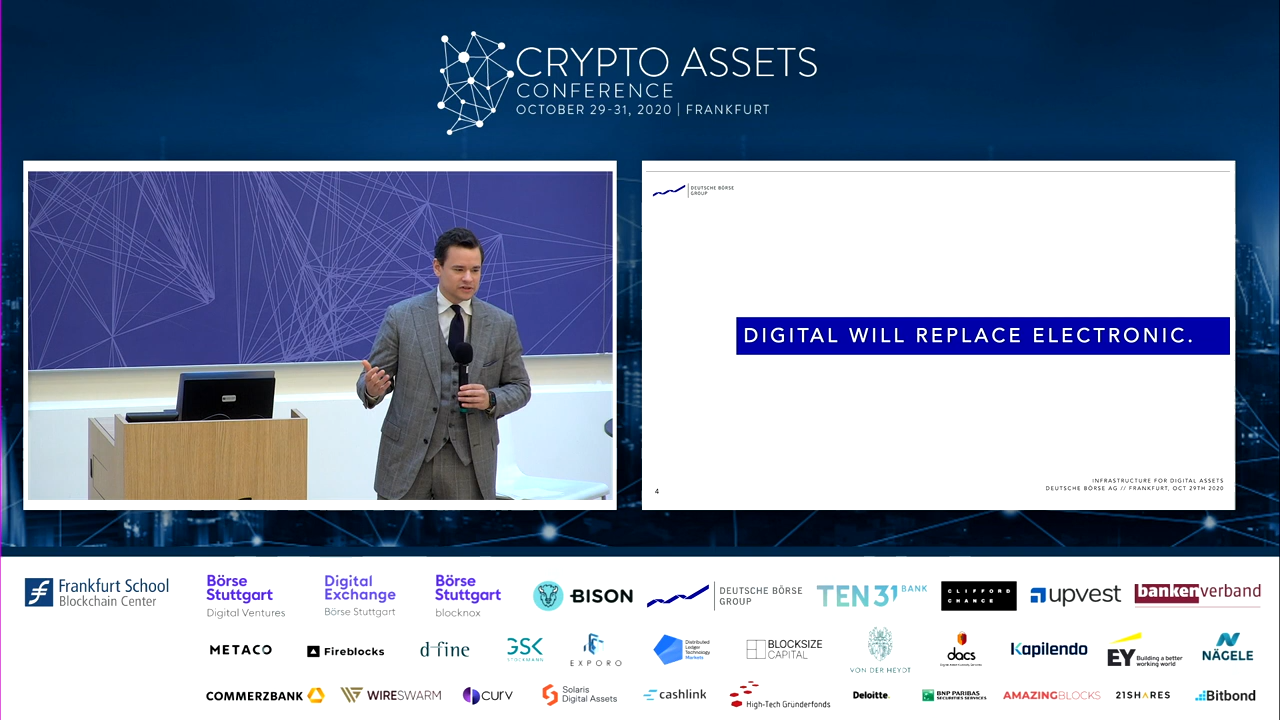 CRYPTO ASSETS
CONFERENCE
OCTOBER 29-31, 2020 | FRANKFURT
DEUTSCHE BÖRSE
GROUP
DIGITAL WILL REPLACE ELECTRONIC.
4
INFRASTRUCTURE FOR DIGITAL ASSETS
DEUTSCHE BÖRSE AG // FRANKFURT, OCT 29TH 2020
Frankfurt School
Blockchain Center
Börse
Stuttgart
Digital Ventures
Digital
Exchange
Börse Stuttgart
Börse
Stuttgart
blocknox
BISON
DEUTSCHE BÖRSE
GROUP
TEN31 BANK
CLIFFORD
CHANCE
upvest
bankenverband
METACO
Fireblocks
d-fine
GSK
STOCKMANN
EXPORO
Distributed
Ledger
Technology
Markets
BLOCKSIZE
CAPITAL
VON DER HEYDT
dacs
Kapilendo
EY
Building a better
working world
NÄGELE
COMMERZBANK
WIRESWARM
curv
Solaris
Digital Assets
cashlink
High-Tech Gründerfonds
Deloitte.
BNP PARIBAS
SECURITIES SERVICES
AMAZINGBLOCKS
21SHARES
Bitbond